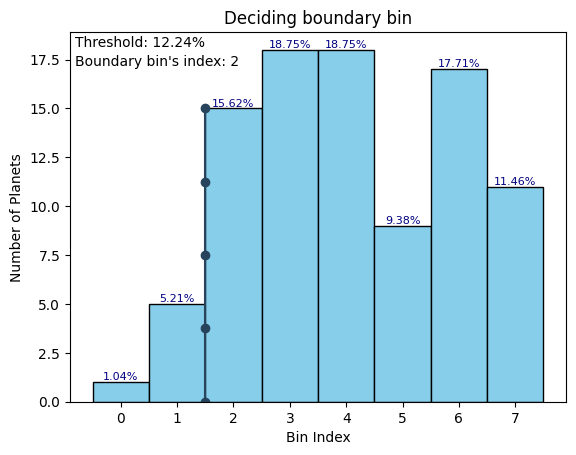 Deciding boundary bin
Threshold: 12.24%
Boundary bin's index: 2
17.5
15.0
12.5
10.0
7.5
5.0
2.5
0.0
Number of Planets
1.04%
5.21%
15.62%
18.75%
18.75%
9.38%
17.71%
11.46%
0 1 2 3 4 5 6 7
Bin Index